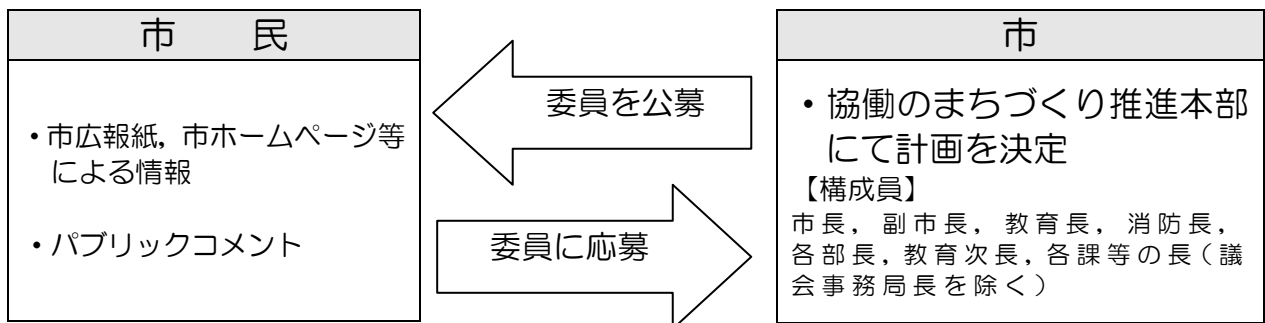 市　　民
・市広報紙，市ホームページ等
による情報
・パブリックコメント
委員を公募
委員に応募
市
・協働のまちづくり推進本部
にて計画を決定
【構成員】
市長，副市長，教育長，消防長，
各部長，教育次長，各課等の長（議
会事務局長を除く）